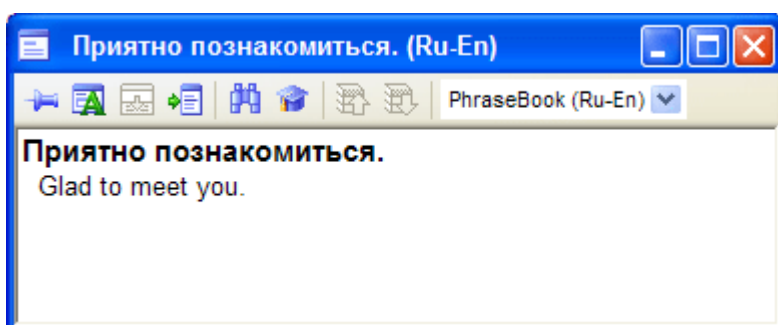 Приятно познакомиться. (Ru-En)
PhraseBook (Ru-En)
Приятно познакомиться.
Glad to meet you.